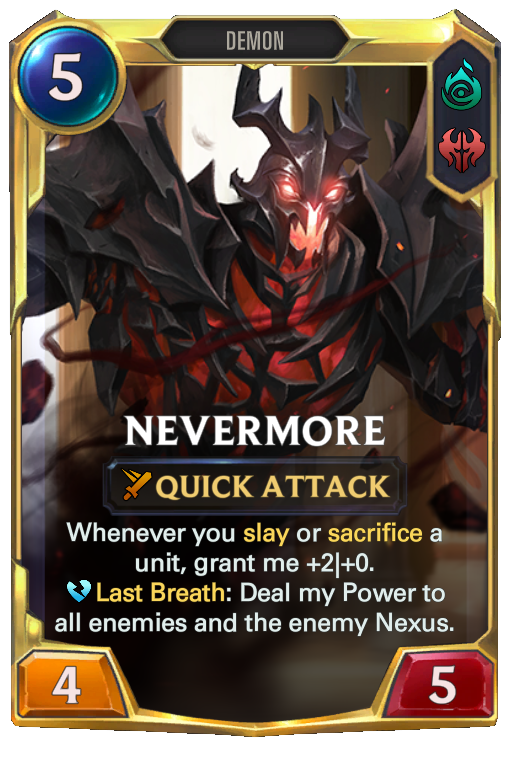 5
DEMON
NEVERMORE
QUICK ATTACK
Whenever you slay or sacrifice a
unit, grant me +2|+0.
Last Breath: Deal my Power to
all enemies and the enemy Nexus.
4
5